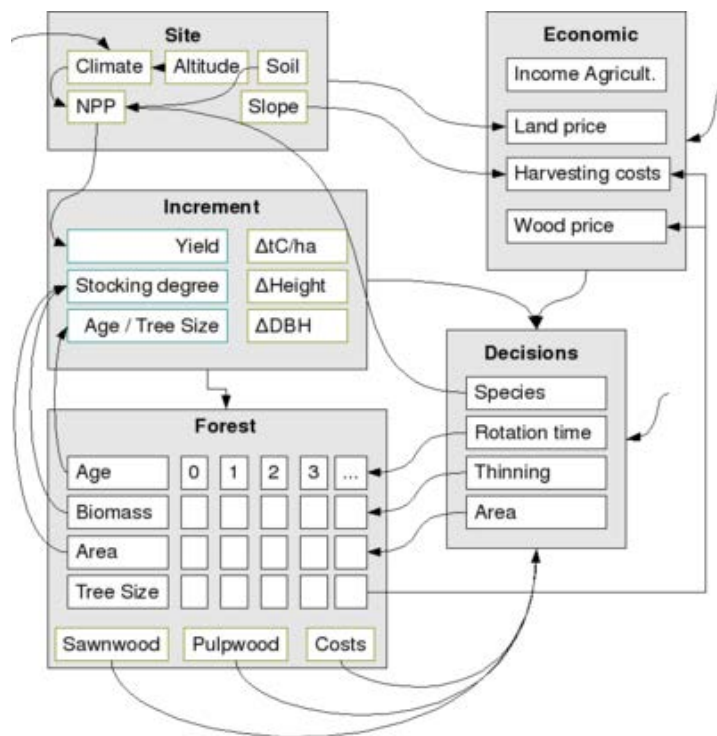 Site
Climate
Altitude
Soil
NPP
Slope
Economic
Income Agricult.
Land price
Harvesting costs
Wood price
Increment
Yield
ΔtC/ha
Stocking degree
ΔHeight
Age / Tree Size
ΔDBH
Decisions
Species
Rotation time
Thinning
Area
Forest
Age
0
1
2
3
...
Biomass
Area
Tree Size
Sawnwood
Pulpwood
Costs